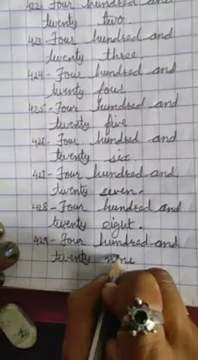 422. Four hundred and
twenty two.
423. Four hundred and
twenty three.
424 - Four hundred and
twenty four.
425 - Four hundred and
twenty five
426 - Four hundred and
twenty six
427 - Four hundred and
twenty seven.
428 - Four hundred and
twenty eight.
429 - Four hundred and
twenty nine